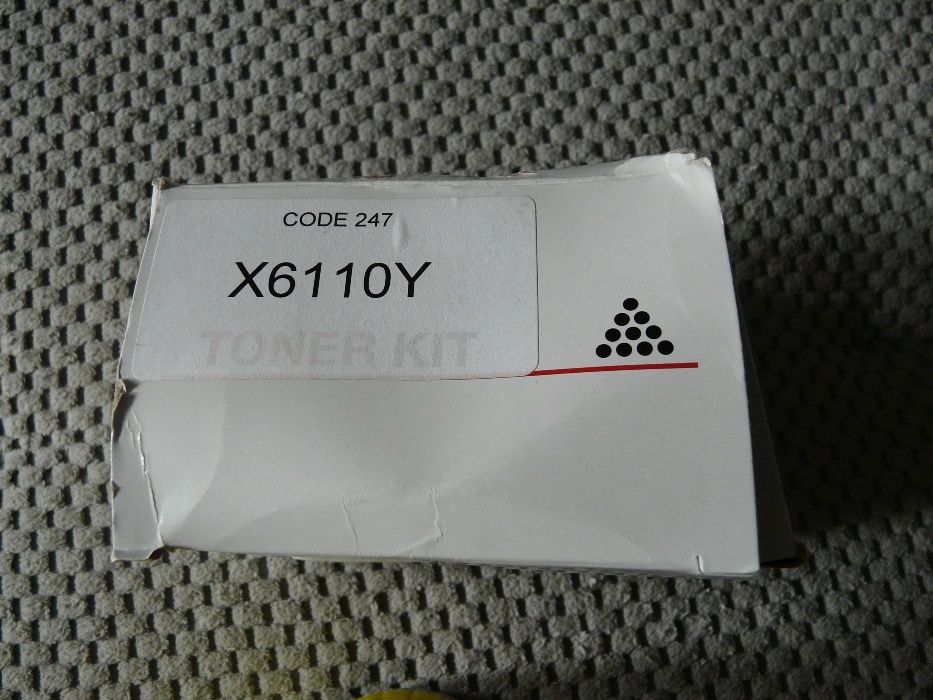 CODE 247
X6110Y
TONER KIT